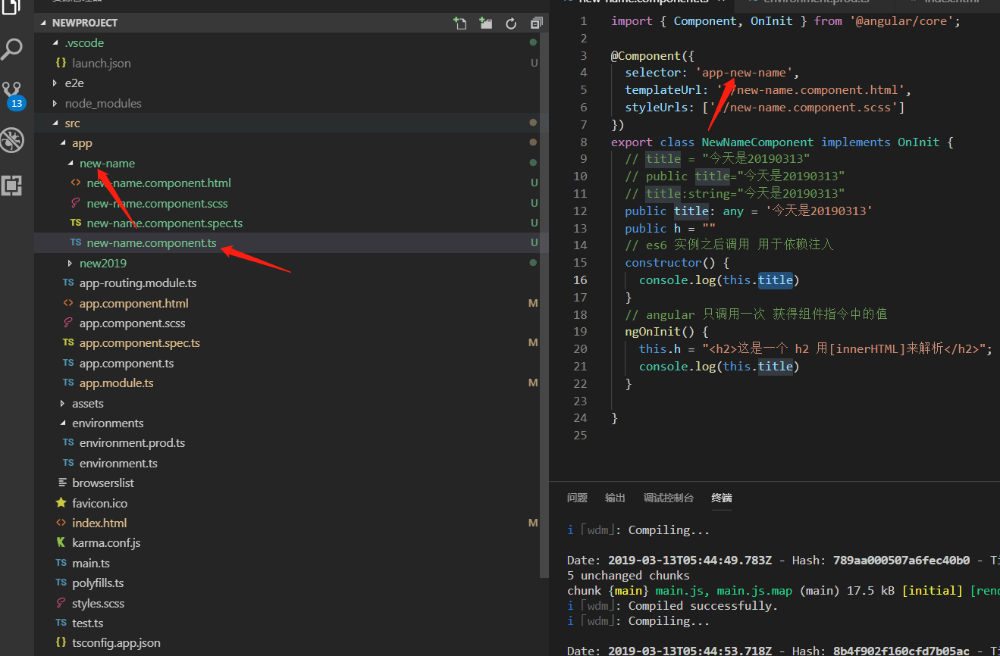 NEWPROJECT
.vscode
launch.json U
e2e
node_modules
src
app
new-name
new-name.component.html U
new-name.component.scss U
TS new-name.component.spec.ts U
TS new-name.component.ts U
new2019
TS app-routing.module.ts
app.component.html M
app.component.scss
TS app.component.spec.ts M
TS app.component.ts
TS app.module.ts M
assets
environments
TS environment.prod.ts
TS environment.ts
browserslist
favicon.ico
index.html M
karma.conf.js
TS main.ts
TS polyfills.ts
styles.scss
TS test.ts
tsconfig.app.json
13
new-name.component.ts environment.prod.ts index.html
1 import { Component, OnInit } from '@angular/core';
2
3 @Component({
4 selector: 'app-new-name',
5 templateUrl: './new-name.component.html',
6 styleUrls: ['./new-name.component.scss']
7 })
8 export class NewNameComponent implements OnInit {
9 // title = "今天是20190313"
10 // public title="今天是20190313"
11 // title:string="今天是20190313"
12 public title: any = '今天是20190313'
13 public h = ""
14 // es6 实例之后调用 用于依赖注入
15 constructor() {
16 console.log(this.title)
17 }
18 // angular 只调用一次 获得组件指令中的值
19 ngOnInit() {
20 this.h = "<h2>这是一个 h2 用[innerHTML]来解析</h2>";
21 console.log(this.title)
22 }
23
24 }
25
问题 输出 调试控制台 终端
i 「wdm」: Compiling...
Date: 2019-03-13T05:44:49.783Z - Hash: 789aa000507a6fec40b0 - Ti
5 unchanged chunks
chunk {main} main.js, main.js.map (main) 17.5 kB [initial] [ren
i 「wdm」: Compiled successfully.
i 「wdm」: Compiling...
Date: 2019-03-13T05:44:53.718Z - Hash: 8b4f902f160cfd7b05ac - Ti